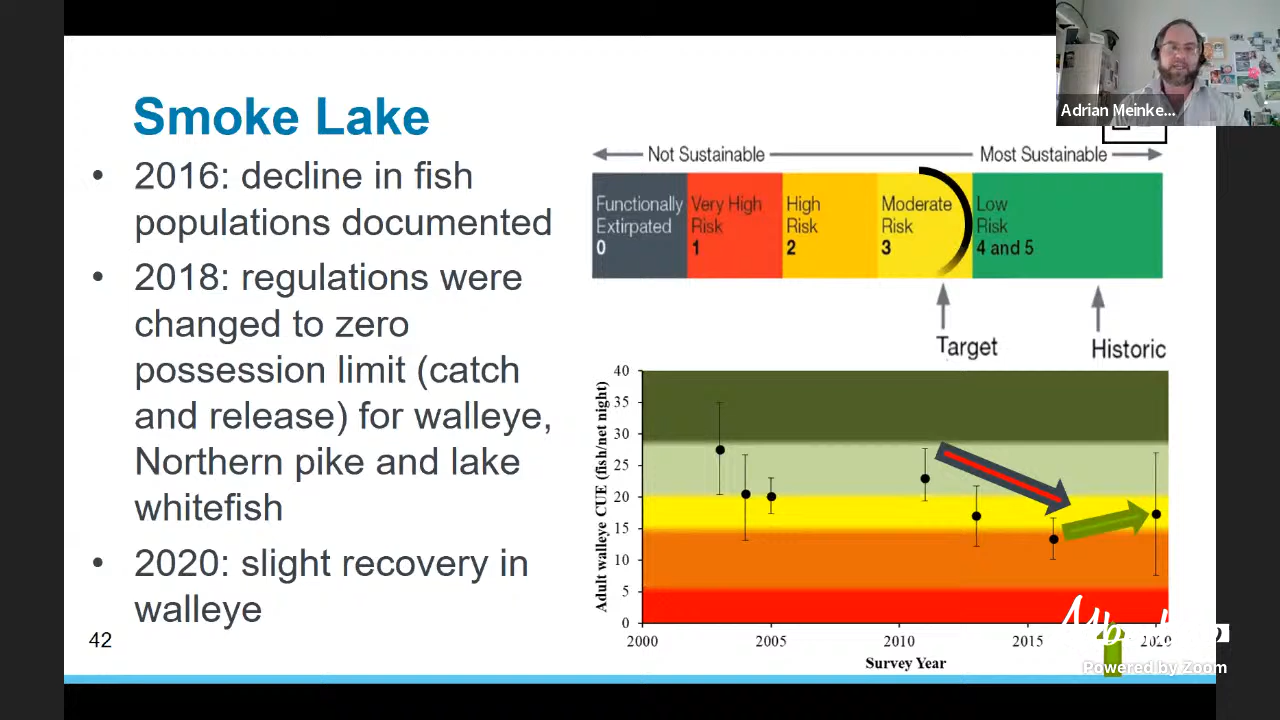 Adrian Meinke...
Smoke Lake
• 2016: decline in fish
populations documented
• 2018: regulations were
changed to zero
possession limit (catch
and release) for walleye,
Northern pike and lake
whitefish
• 2020: slight recovery in
walleye
42
Not Sustainable
Most Sustainable
Functionally
Extirpated
0
Very High
Risk
1
High
Risk
2
Moderate
Risk
3
Low
Risk
4 and 5
Target
Historic
Adult walleye CUE (fish/net night)
40
35
30
25
20
15
10
5
0
2000
2005
2010
2015
2020
Survey Year
Powered by Zoom